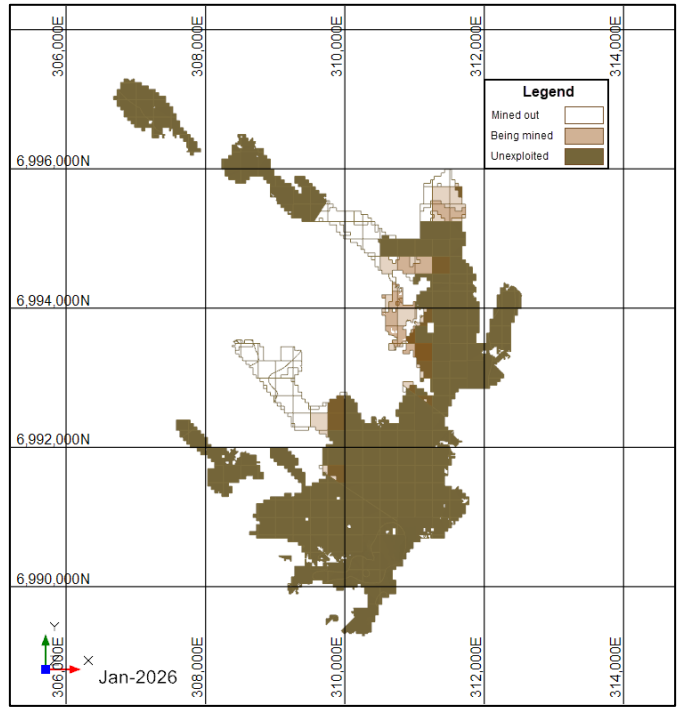 306,000E
308,000E
310,000E
312,000E
314,000E
Legend
Mined out
Being mined
Unexploited
6,996,000N
6,994,000N
6,992,000N
6,990,000N
Y
X
Jan-2026
306,000E
308,000E
310,000E
312,000E
314,000E